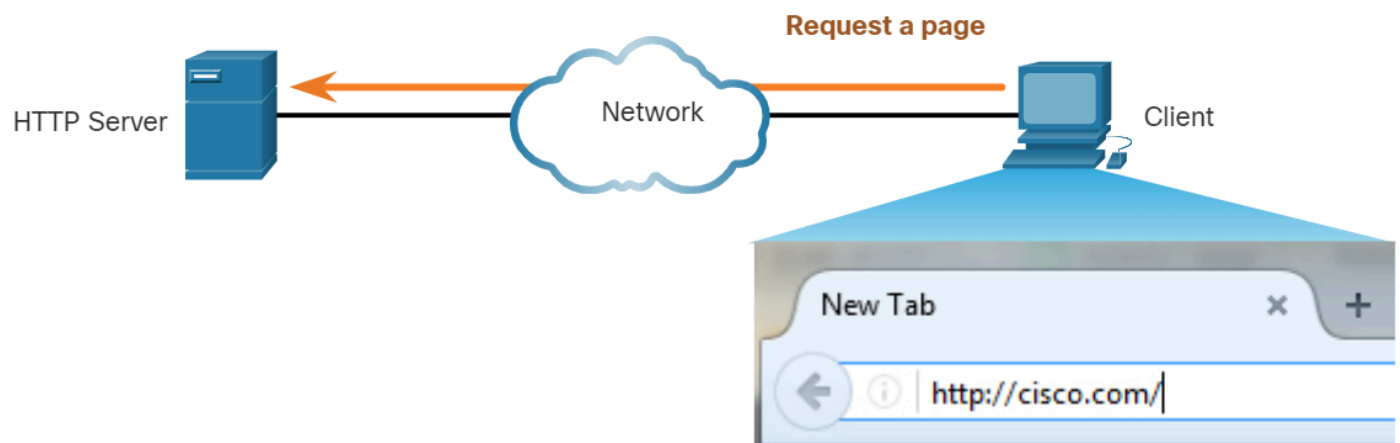 Request a page
HTTP Server
Network
Client
New Tab
http://cisco.com/